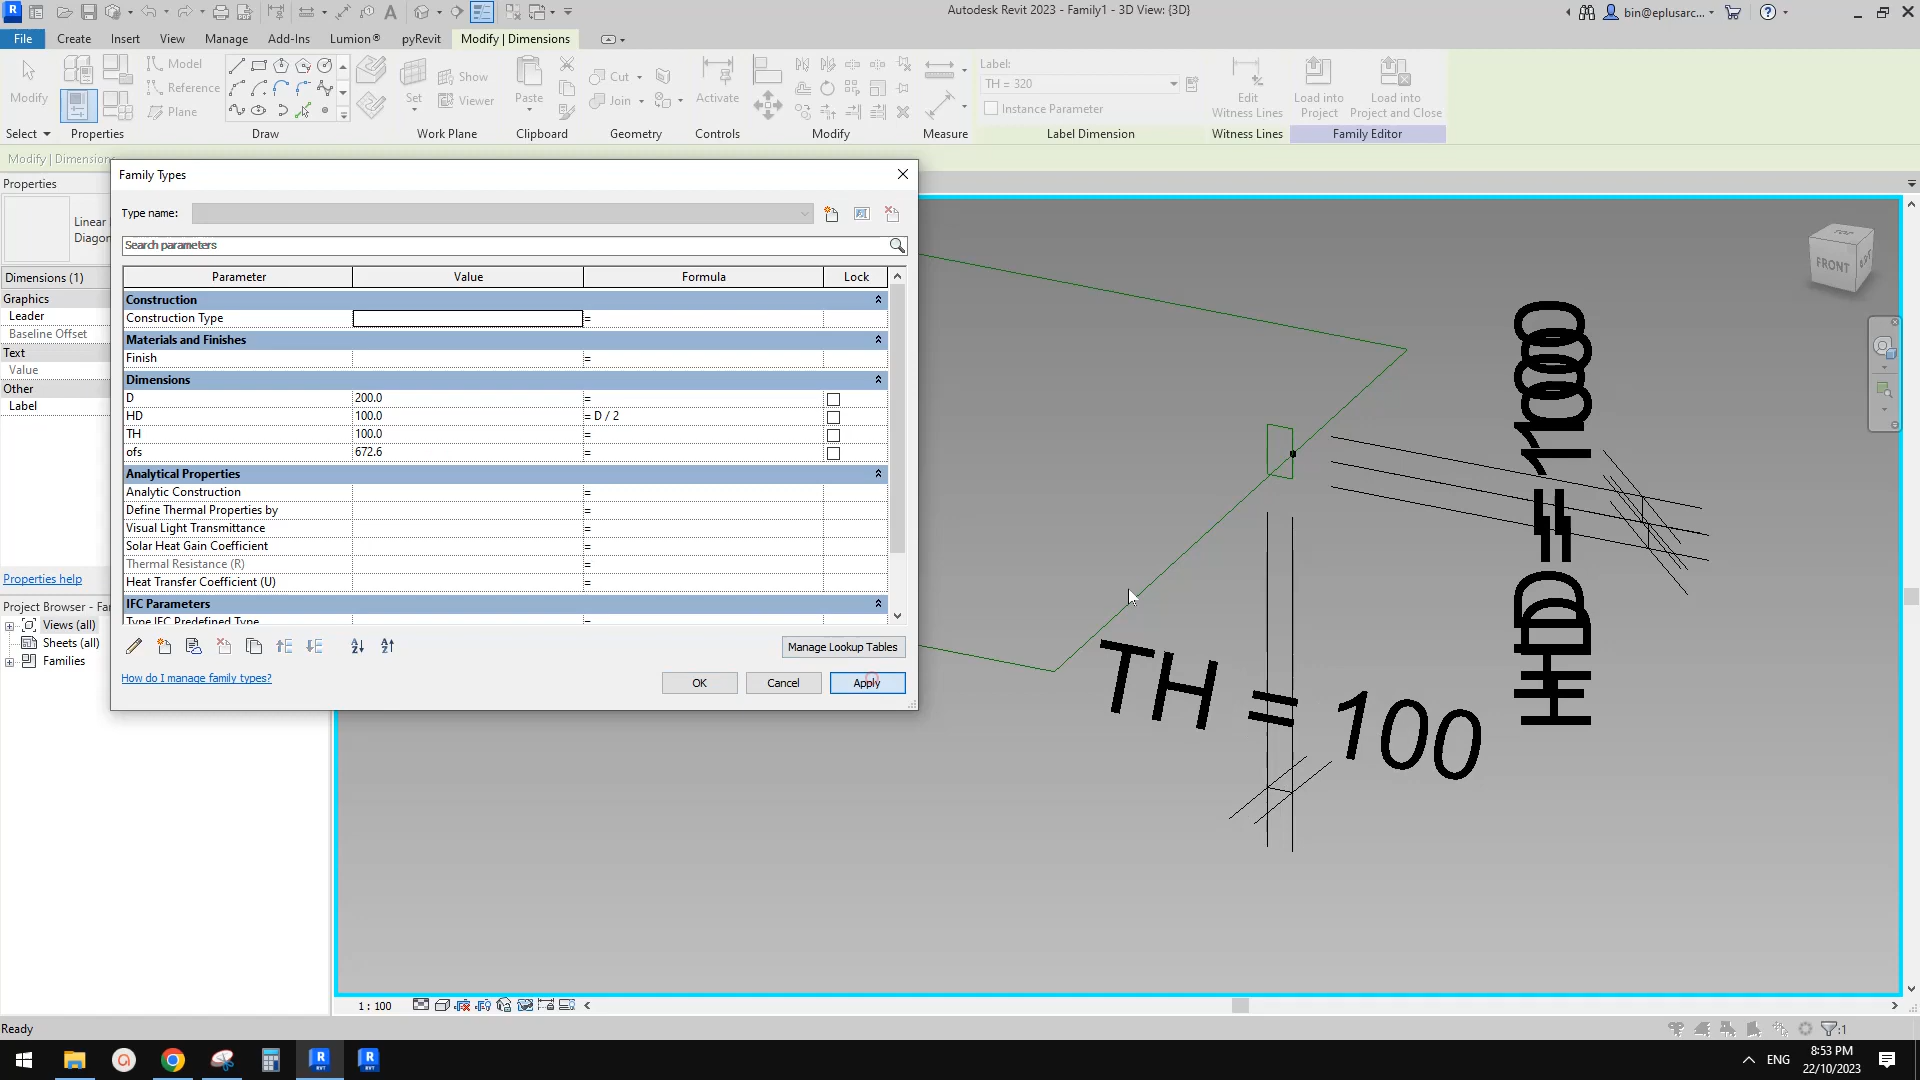 Autodesk Revit 2023 - Family1 - 3D View: {3D}
bin@eplusarc...
File Create Insert View Manage Add-Ins Lumion® pyRevit Modify | Dimensions
Modify
Select
Properties
Model
Reference
Plane
Draw
Set
Show
Viewer
Work Plane
Paste
Clipboard
Cut
Join
Geometry
Activate
Controls
Modify
Measure
Label:
TH = 320
Instance Parameter
Label Dimension
Edit
Witness Lines
Witness Lines
Load into
Project
Load into
Project and Close
Family Editor
Modify | Dimension
Properties
Linear
Diagon
Dimensions (1)
Graphics
Leader
Baseline Offset
Text
Value
Other
Label
Properties help
Project Browser - Fa
Views (all)
Sheets (all)
Families
Family Types
Type name:
Search parameters
Parameter Value Formula Lock
Construction
Construction Type =
Materials and Finishes
Finish =
Dimensions
D 200.0 =
HD 100.0 = D / 2
TH 100.0 =
ofs 672.6 =
Analytical Properties
Analytic Construction =
Define Thermal Properties by =
Visual Light Transmittance =
Solar Heat Gain Coefficient =
Thermal Resistance (R) =
Heat Transfer Coefficient (U) =
IFC Parameters
Type IFC Predefined Type =
Manage Lookup Tables
How do I manage family types?
OK Cancel Apply
TOP
FRONT
TH = 100
1 : 100
Ready
:1
ENG
8:53 PM
22/10/2023